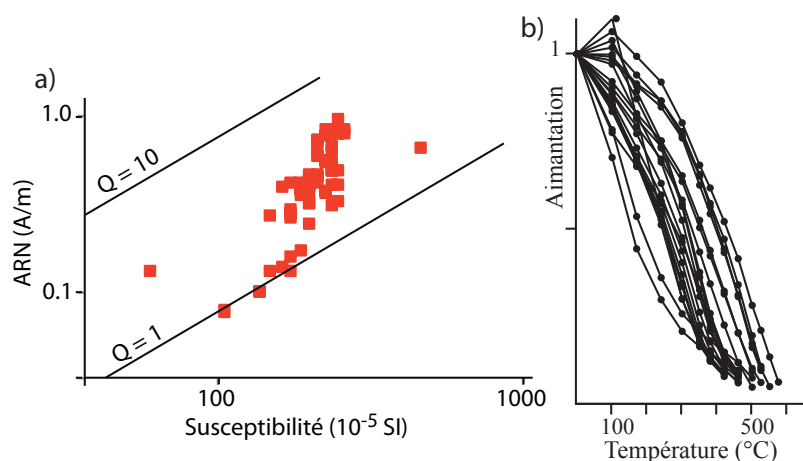 a)
1.0
0.1
ARN (A/m)
Q = 10
Q = 1
100
1000
Susceptibilité (10⁻⁵ SI)
b)
1
Aimantation
100
500
Température (°C)